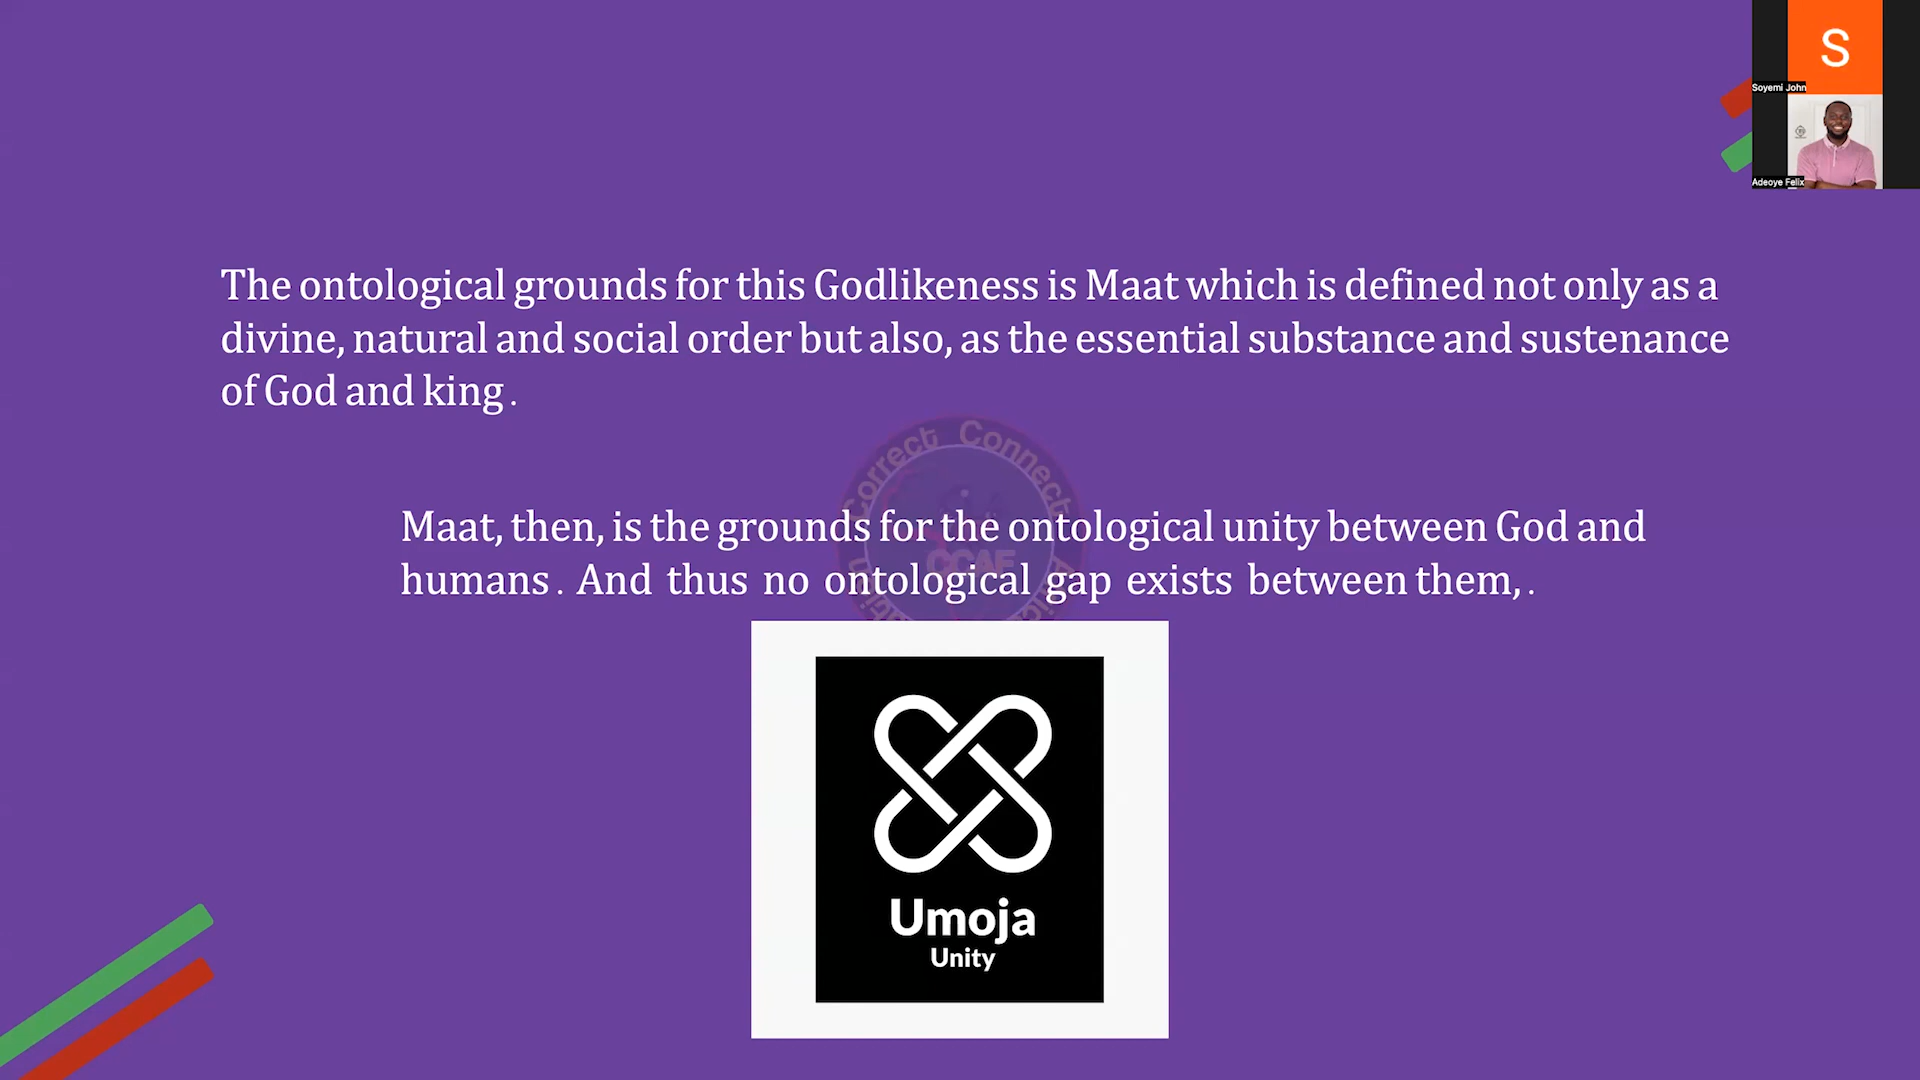 S
Soyemi John
Adeoye Felix
The ontological grounds for this Godlikeness is Maat which is defined not only as a
divine, natural and social order but also, as the essential substance and sustenance
of God and king.
Correct Connect
CCAF
Maat, then, is the grounds for the ontological unity between God and
humans. And thus no ontological gap exists between them,.
Umoja
Unity